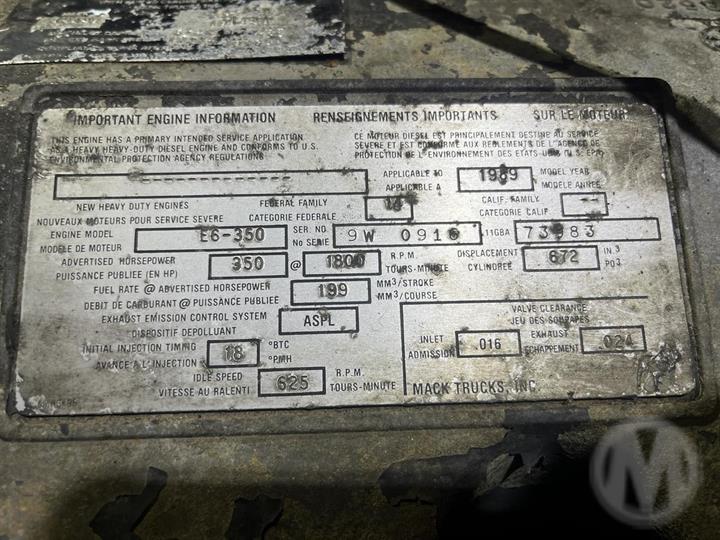 IMPORTANT ENGINE INFORMATION RENSEIGNEMENTS IMPORTANTS SUR LE MOTEUR
THIS ENGINE HAS A PRIMARY INTENDED SERVICE APPLICATION CE MOTEUR DIESEL EST PRINCIPALEMENT DESTINE AU SERVICE
AS A HEAVY HEAVY-DUTY DIESEL ENGINE AND CONFORMS TO U.S. SEVERE ET EST CONFORME AUX REGLEMENTS DE L'AGENCE DE
ENVIRONMENTAL PROTECTION AGENCY REGULATIONS PROTECTION DE L'ENVIRONNEMENT DES ETATS-UNIS (U.S. EPA)
APPLICABLE TO 1989 MODEL YEAR
APPLICABLE A MODELE ANNEE
NEW HEAVY DUTY ENGINES FEDERAL FAMILY 14 CALIF. FAMILY --
NOUVEAUX MOTEURS POUR SERVICE SEVERE CATEGORIE FEDERALE CATEGORIE CALIF.
ENGINE MODEL E6-350 SER. NO. 9W 0916 11GBA 73983
MODÈLE DE MOTEUR No SERIE
ADVERTISED HORSEPOWER 350 @ 1800 R.P.M. DISPLACEMENT 672 IN.3
PUISSANCE PUBLIEE (EN HP) TOURS-MINUTE CYLINDREE PO3
FUEL RATE @ ADVERTISED HORSEPOWER 199 MM3/STROKE
DEBIT DE CARBURANT @ PUISSANCE PUBLIÉE MM3/COURSE
EXHAUST EMISSION CONTROL SYSTEM ASPL VALVE CLEARANCE
DISPOSITIF DEPOLLUANT JEU DES SOUPAPES
INITIAL INJECTION TIMING 18 °BTC INLET .016 EXHAUST .024
AVANCE A L'INJECTION °PMH ADMISSION ECHAPPEMENT
IDLE SPEED 625 R.P.M.
VITESSE AU RALENTI TOURS-MINUTE MACK TRUCKS, INC
M